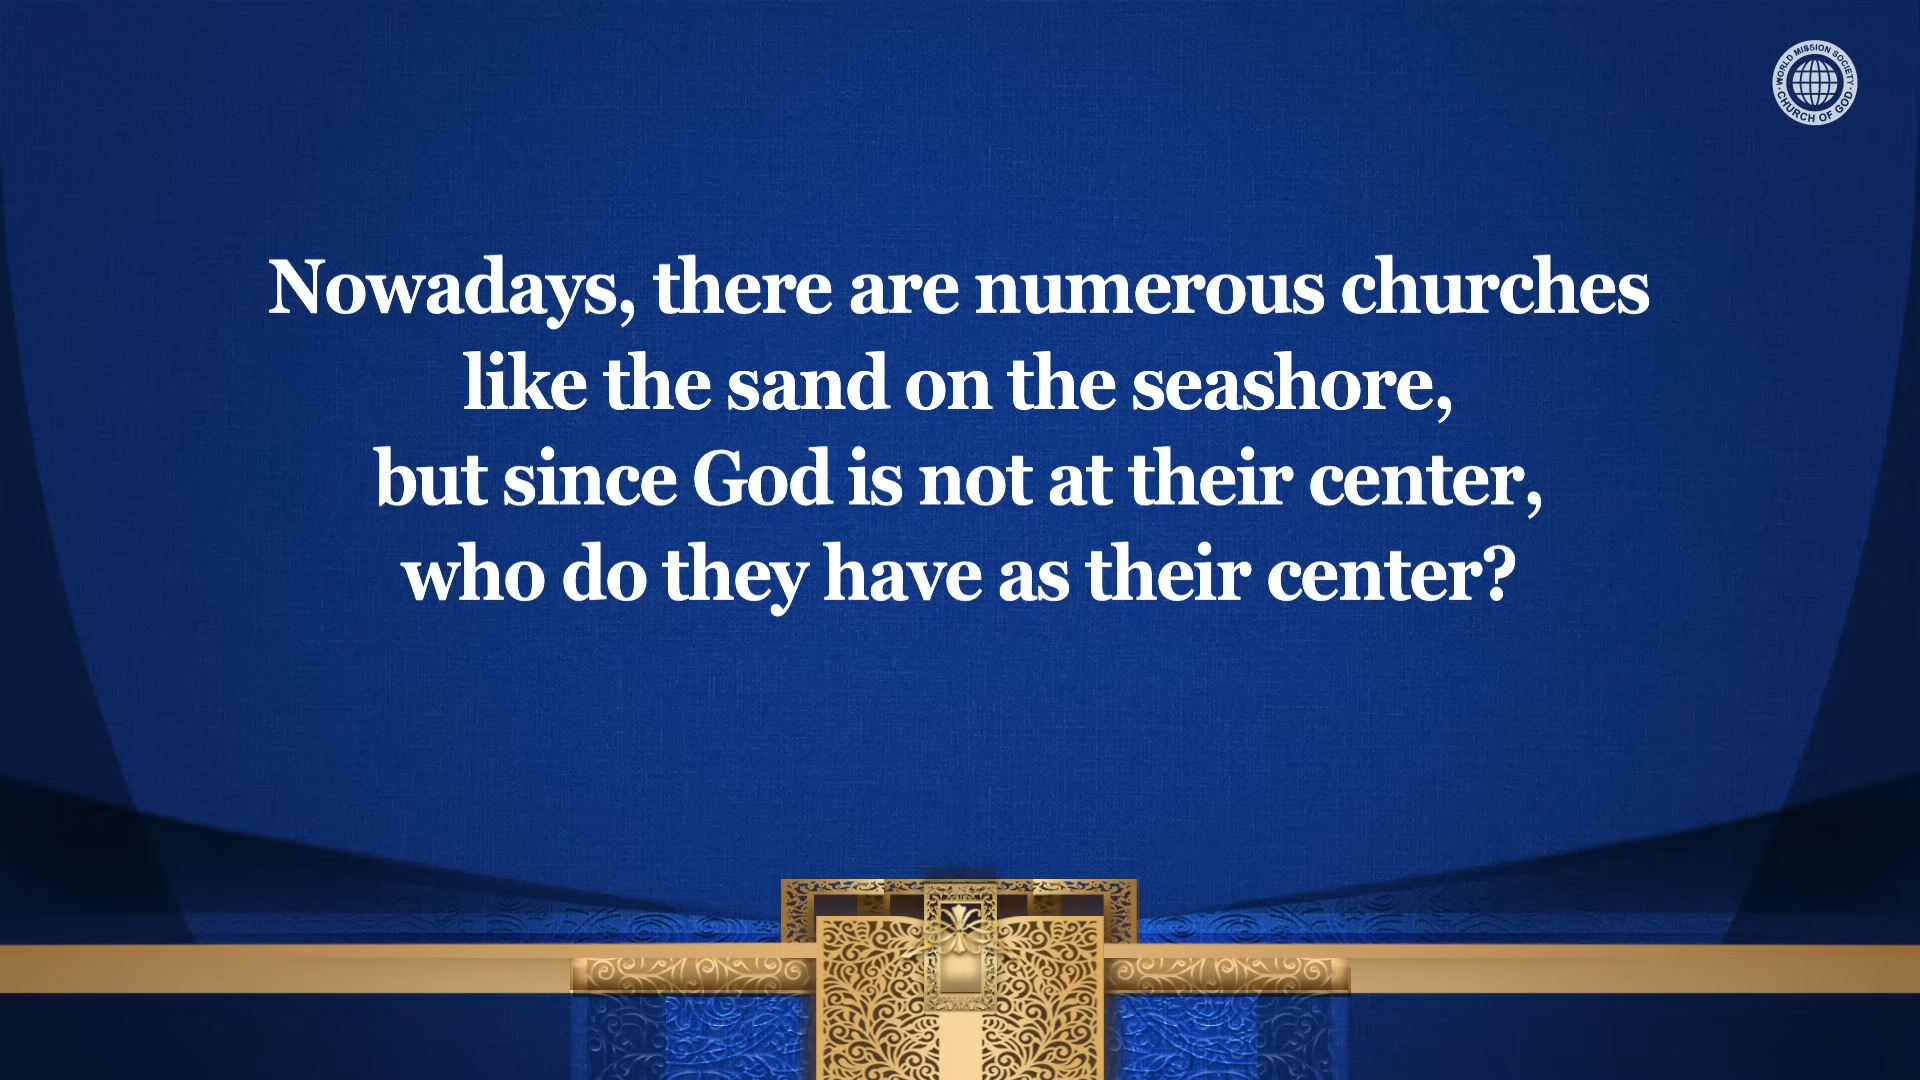 WORLD MISSION SOCIETY
CHURCH OF GOD
Nowadays, there are numerous churches
like the sand on the seashore,
but since God is not at their center,
who do they have as their center?